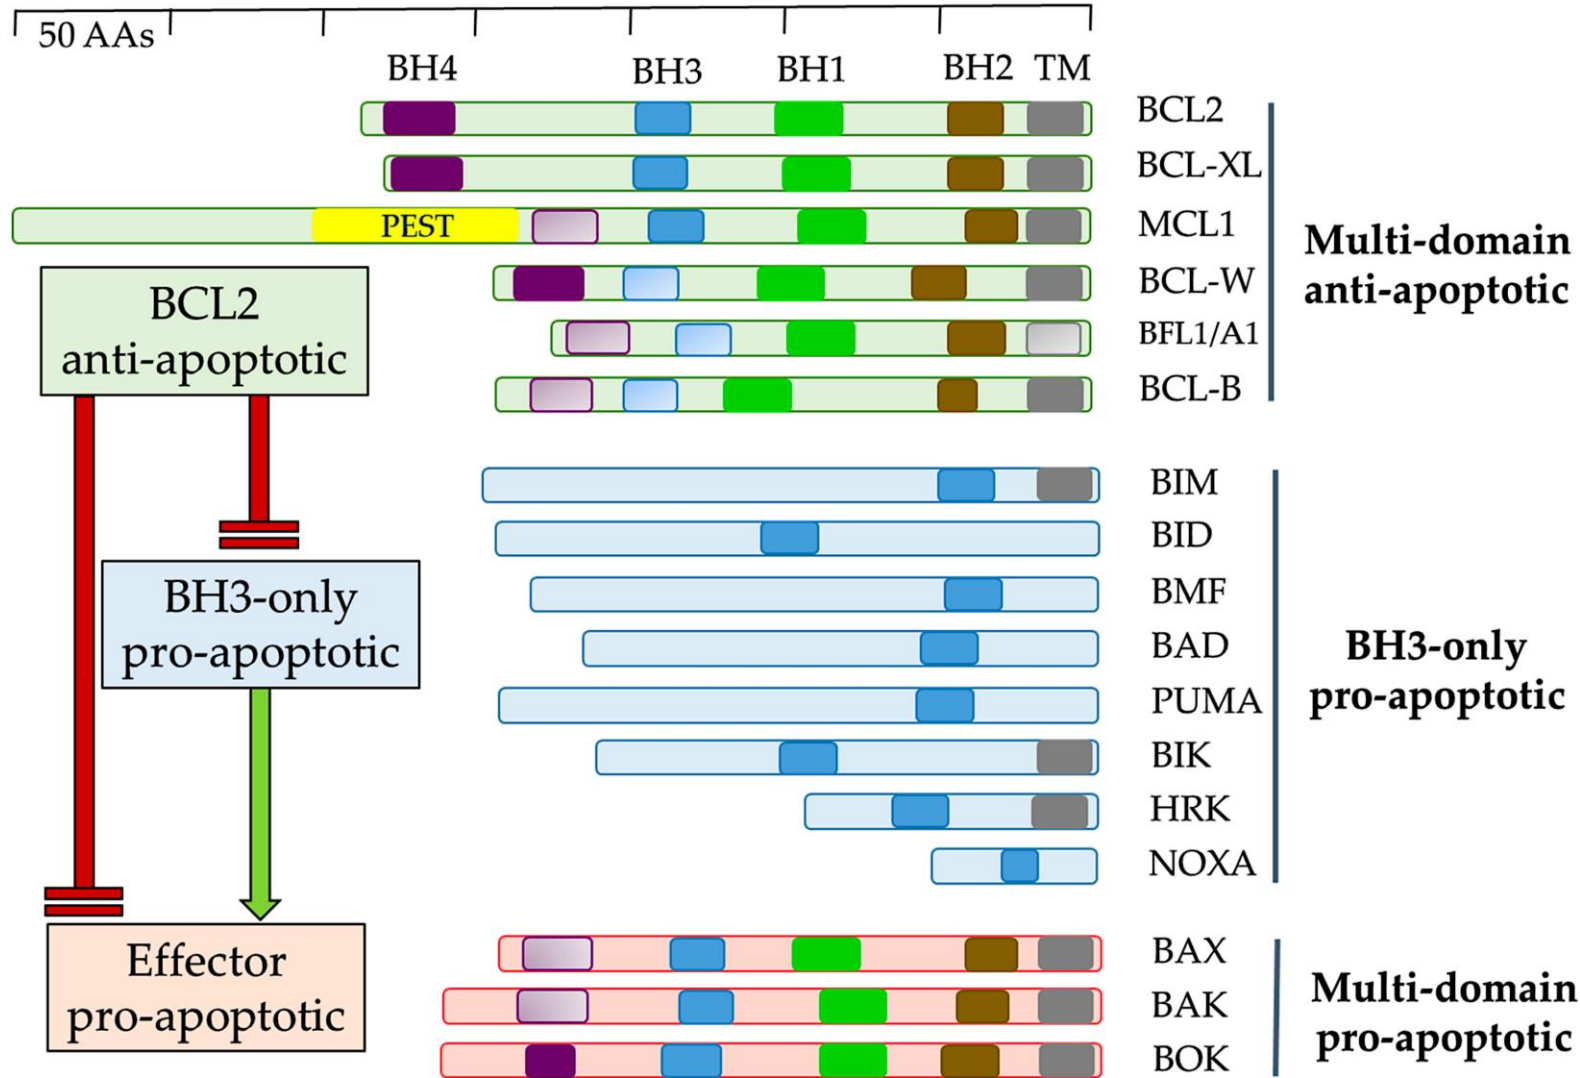 50 AAs
BH4 BH3 BH1 BH2 TM
BCL2
BCL-XL
PEST MCL1
BCL-W
BFL1/A1
BCL-B
Multi-domain
anti-apoptotic
BCL2
anti-apoptotic
BH3-only
pro-apoptotic
Effector
pro-apoptotic
BIM
BID
BMF
BAD
PUMA
BIK
HRK
NOXA
BH3-only
pro-apoptotic
BAX
BAK
BOK
Multi-domain
pro-apoptotic